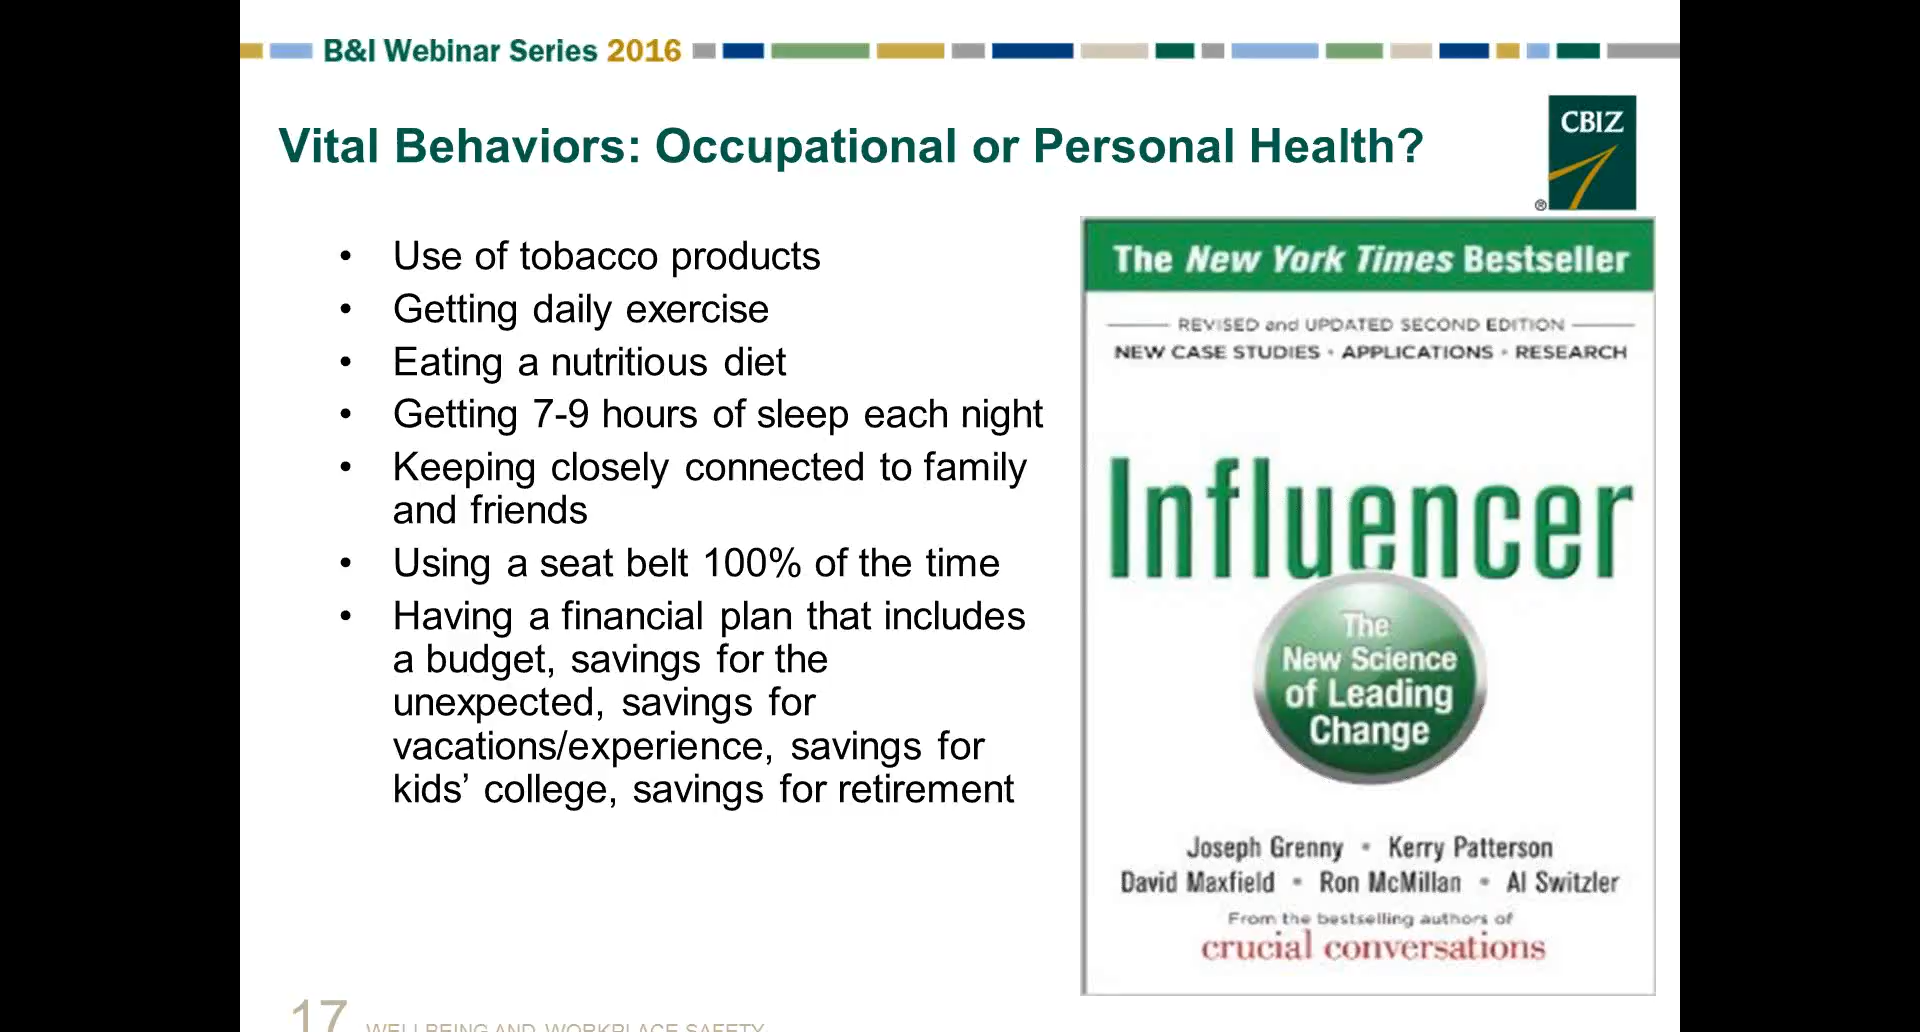 B&I Webinar Series 2016
Vital Behaviors: Occupational or Personal Health?
CBIZ
®
• Use of tobacco products
• Getting daily exercise
• Eating a nutritious diet
• Getting 7-9 hours of sleep each night
• Keeping closely connected to family
and friends
• Using a seat belt 100% of the time
• Having a financial plan that includes
a budget, savings for the
unexpected, savings for
vacations/experience, savings for
kids’ college, savings for retirement
The New York Times Bestseller
REVISED and UPDATED SECOND EDITION
NEW CASE STUDIES • APPLICATIONS • RESEARCH
Influencer
The
New Science
of Leading
Change
Joseph Grenny • Kerry Patterson
David Maxfield • Ron McMillan • Al Switzler
From the bestselling authors of
crucial conversations
17 WELLBEING AND WORKPLACE SAFETY